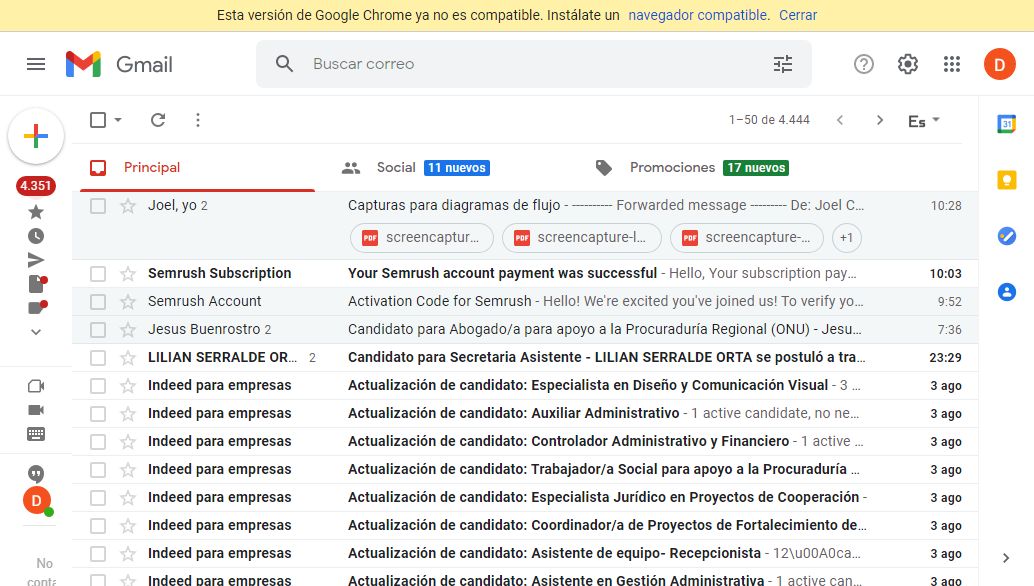 Esta versión de Google Chrome ya no es compatible. Instálate un navegador compatible. Cerrar
Gmail
Buscar correo
D
1–50 de 4.444
Es
Principal
Social 11 nuevos
Promociones 17 nuevos
4.351
Joel, yo 2 Capturas para diagramas de flujo - ---------- Forwarded message --------- De: Joel C… 10:28
PDF screencaptur... PDF screencapture-l... PDF screencapture-... +1
Semrush Subscription Your Semrush account payment was successful - Hello, Your subscription pay… 10:03
Semrush Account Activation Code for Semrush - Hello! We're excited you've joined us! To verify yo… 9:52
Jesus Buenrostro 2 Candidato para Abogado/a para apoyo a la Procuraduría Regional (ONU) - Jesu… 7:36
LILIAN SERRALDE OR… 2 Candidato para Secretaria Asistente - LILIAN SERRALDE ORTA se postuló a tra… 23:29
Indeed para empresas Actualización de candidato: Especialista en Diseño y Comunicación Visual - 3 … 3 ago
Indeed para empresas Actualización de candidato: Auxiliar Administrativo - 1 active candidate, no ne… 3 ago
Indeed para empresas Actualización de candidato: Controlador Administrativo y Financiero - 1 active … 3 ago
Indeed para empresas Actualización de candidato: Trabajador/a Social para apoyo a la Procuraduría … 3 ago
Indeed para empresas Actualización de candidato: Especialista Jurídico en Proyectos de Cooperación - 3 ago
Indeed para empresas Actualización de candidato: Coordinador/a de Proyectos de Fortalecimiento de… 3 ago
Indeed para empresas Actualización de candidato: Asistente de equipo- Recepcionista - 12\u00A0ca… 3 ago
Indeed para empresas Actualización de candidato: Asistente en Gestión Administrativa - 1 active can… 3 ago
D
No
conta
31